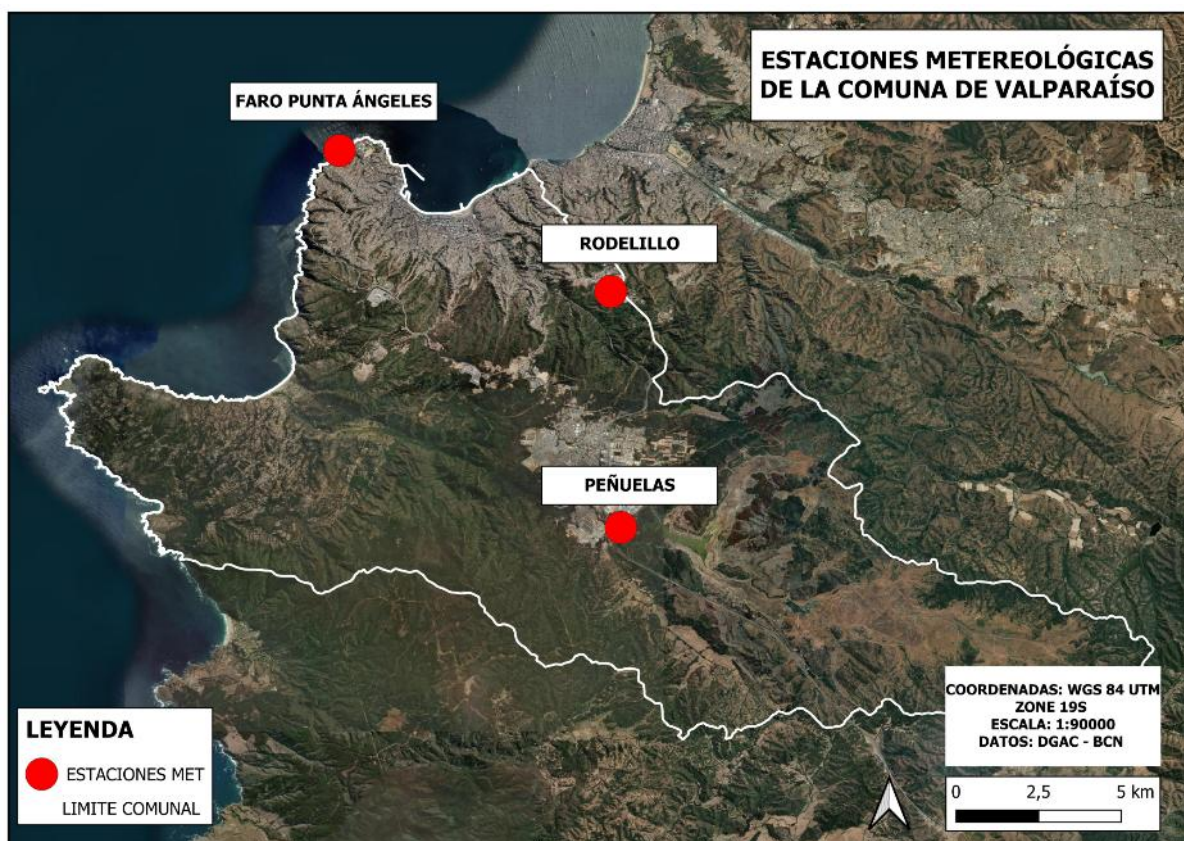 ESTACIONES METEREOLÓGICAS
DE LA COMUNA DE VALPARAÍSO
FARO PUNTA ÁNGELES
RODELILLO
PEÑUELAS
LEYENDA
ESTACIONES MET
LIMITE COMUNAL
COORDENADAS: WGS 84 UTM
ZONE 19S
ESCALA: 1:90000
DATOS: DGAC - BCN
0 2,5 5 km